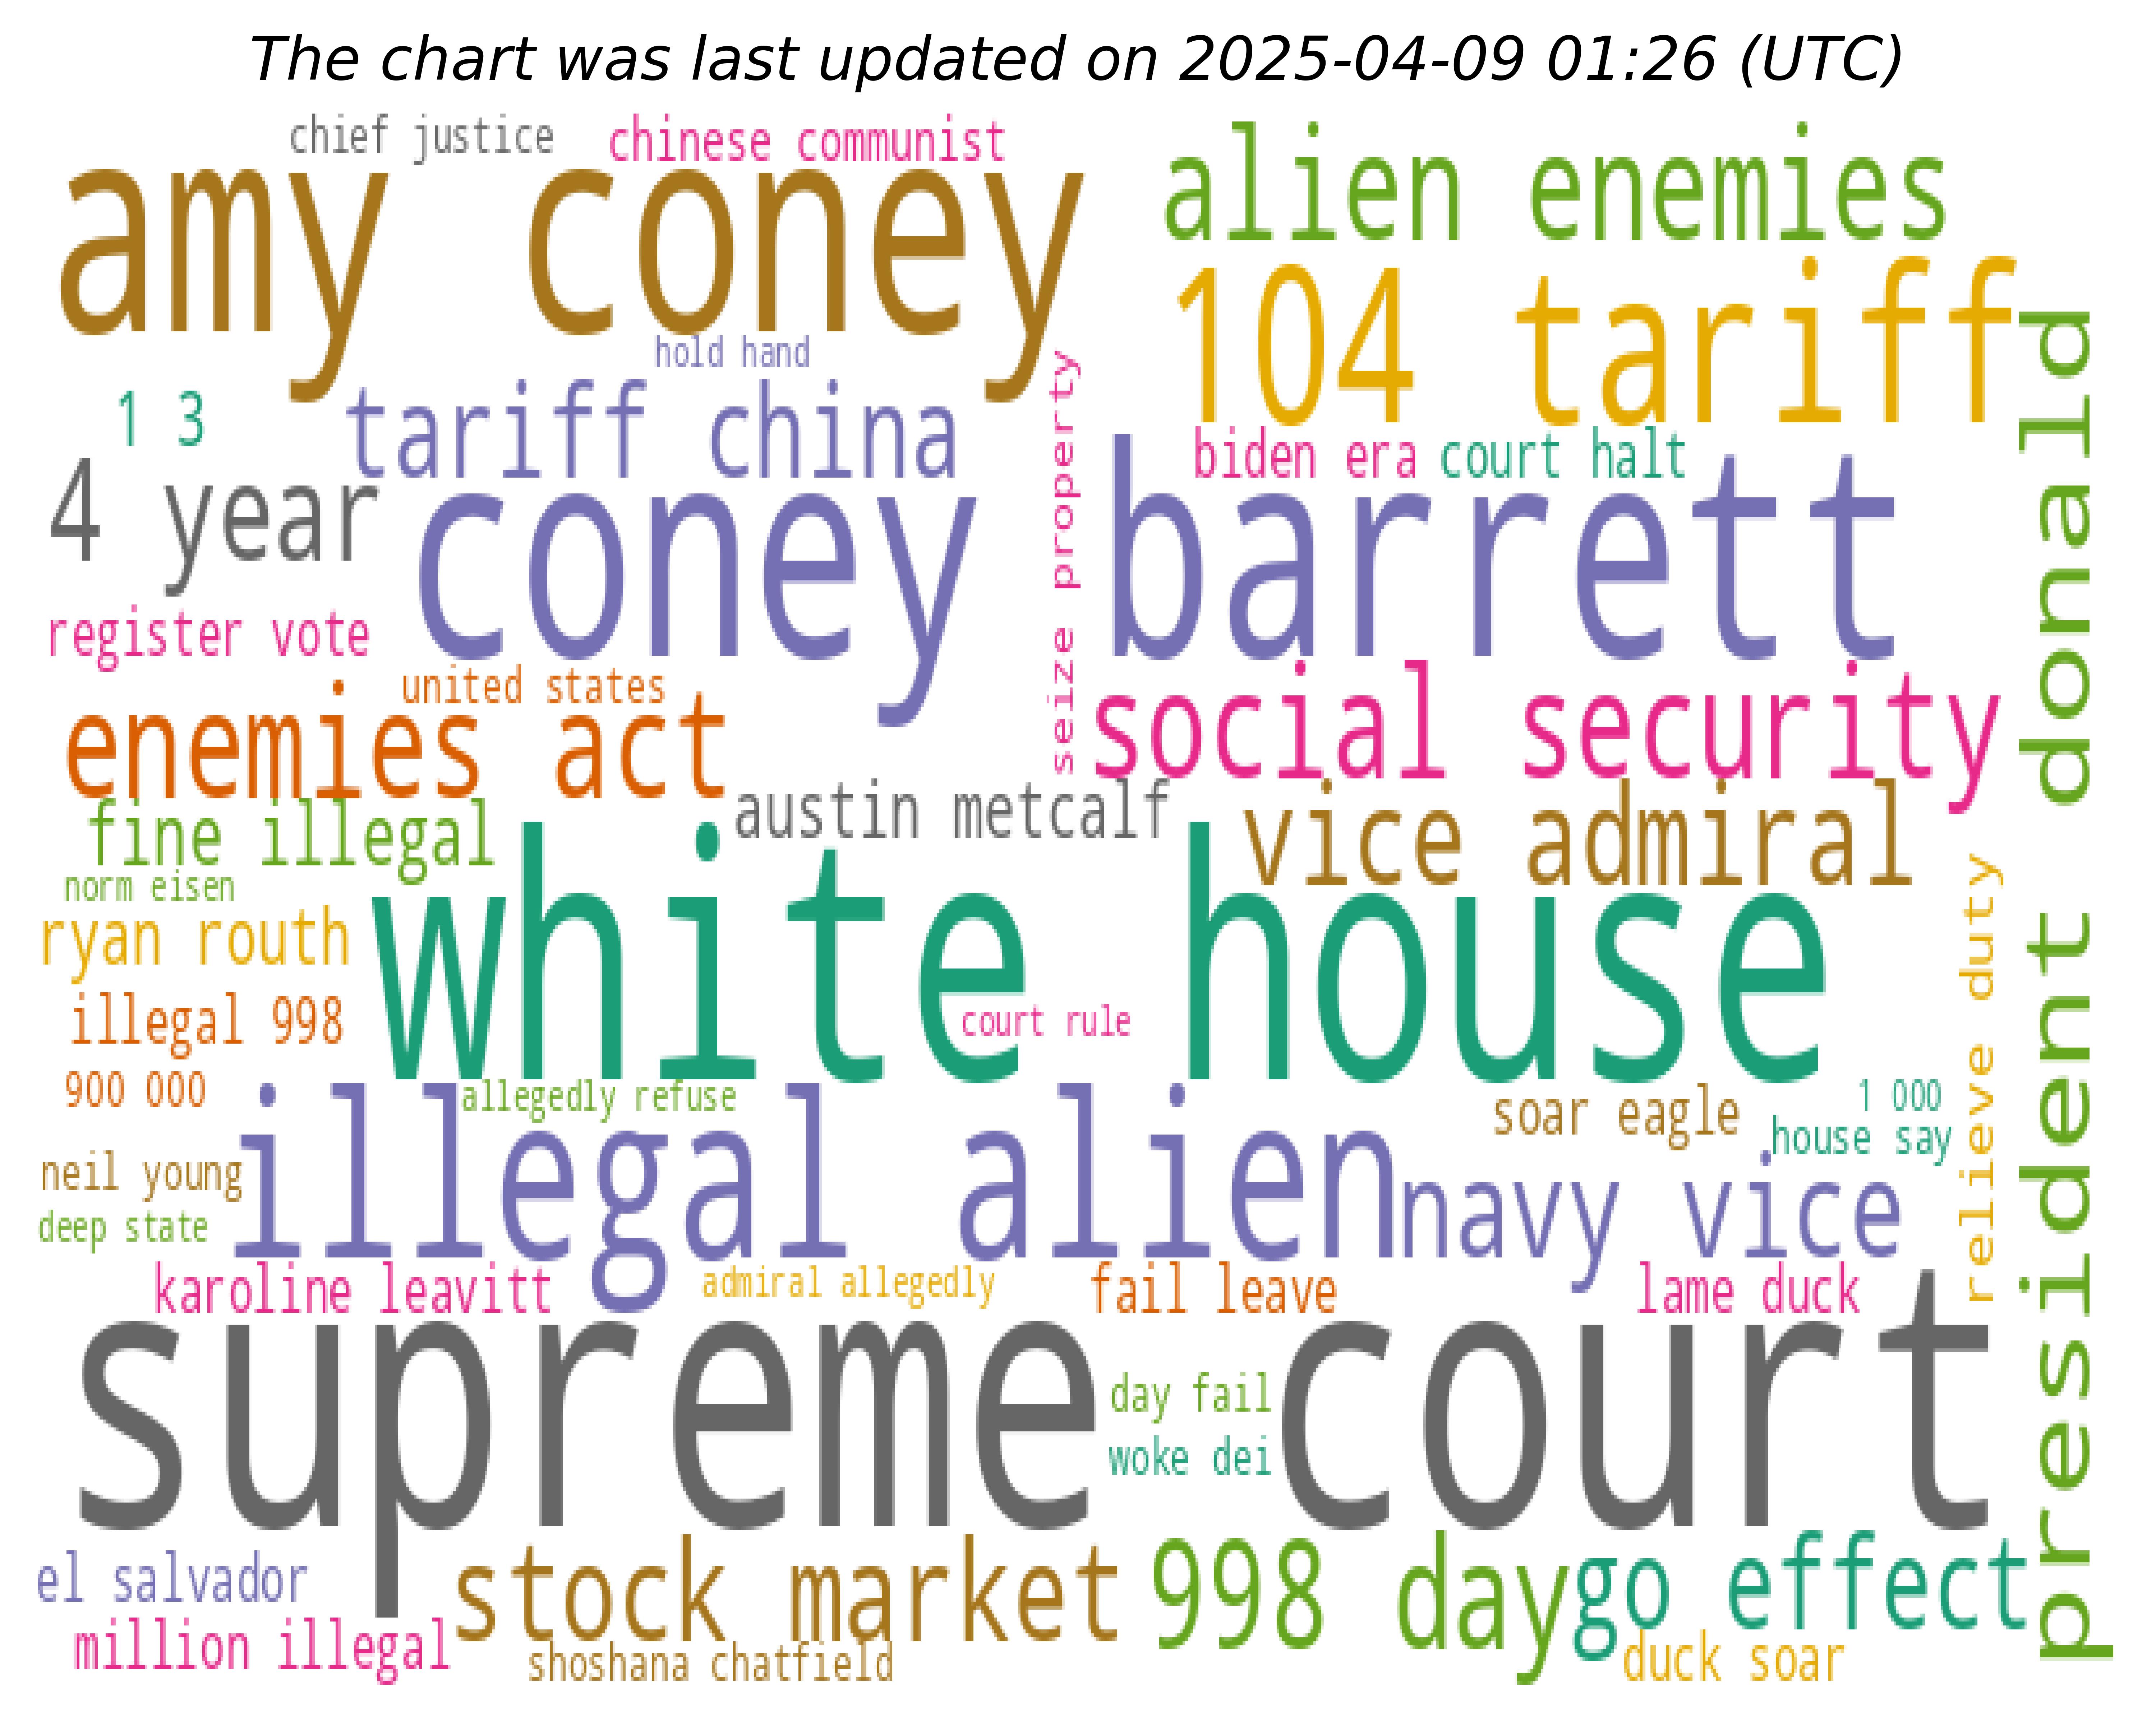 The chart was last updated on 2025-04-09 01:26 (UTC)
chief justice
chinese communist
amy coney
alien enemies
104 tariff
hold hand
1 3
tariff china
seize property
biden era
court halt
4 year
coney barrett
register vote
united states
enemies act
social security
president donald
austin metcalf
vice admiral
fine illegal
norm eisen
ryan routh
white house
relieve duty
illegal 998
court rule
900 000
allegedly refuse
soar eagle
1 000
house say
neil young
illegal alien
navy vice
deep state
karoline leavitt
admiral allegedly
fail leave
lame duck
supreme court
day fail
woke dei
el salvador
stock market
998 day
go effect
million illegal
shoshana chatfield
duck soar